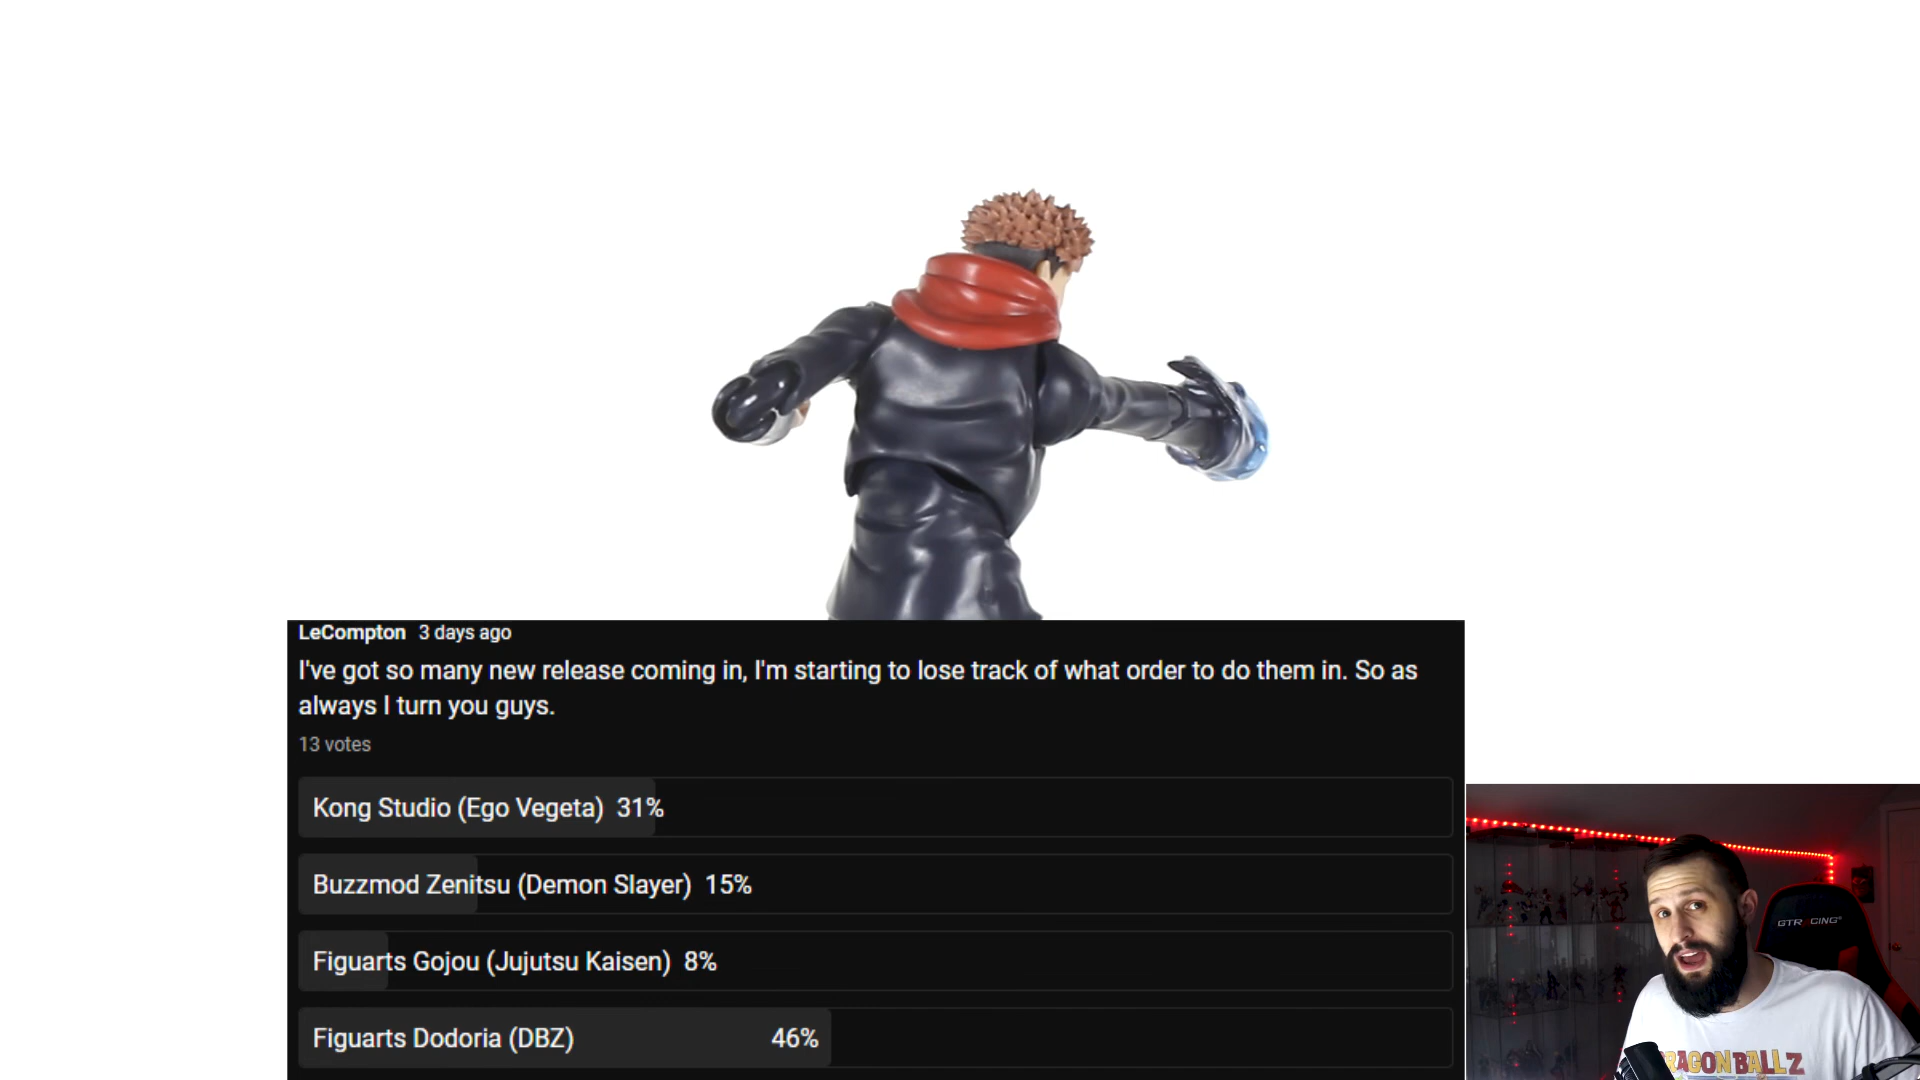 LeCompton 3 days ago
I've got so many new release coming in, I'm starting to lose track of what order to do them in. So as
always I turn you guys.
13 votes
Kong Studio (Ego Vegeta) 31%
Buzzmod Zenitsu (Demon Slayer) 15%
Figuarts Gojou (Jujutsu Kaisen) 8%
Figuarts Dodoria (DBZ) 46%
GTRACING
DRAGONBALLZ